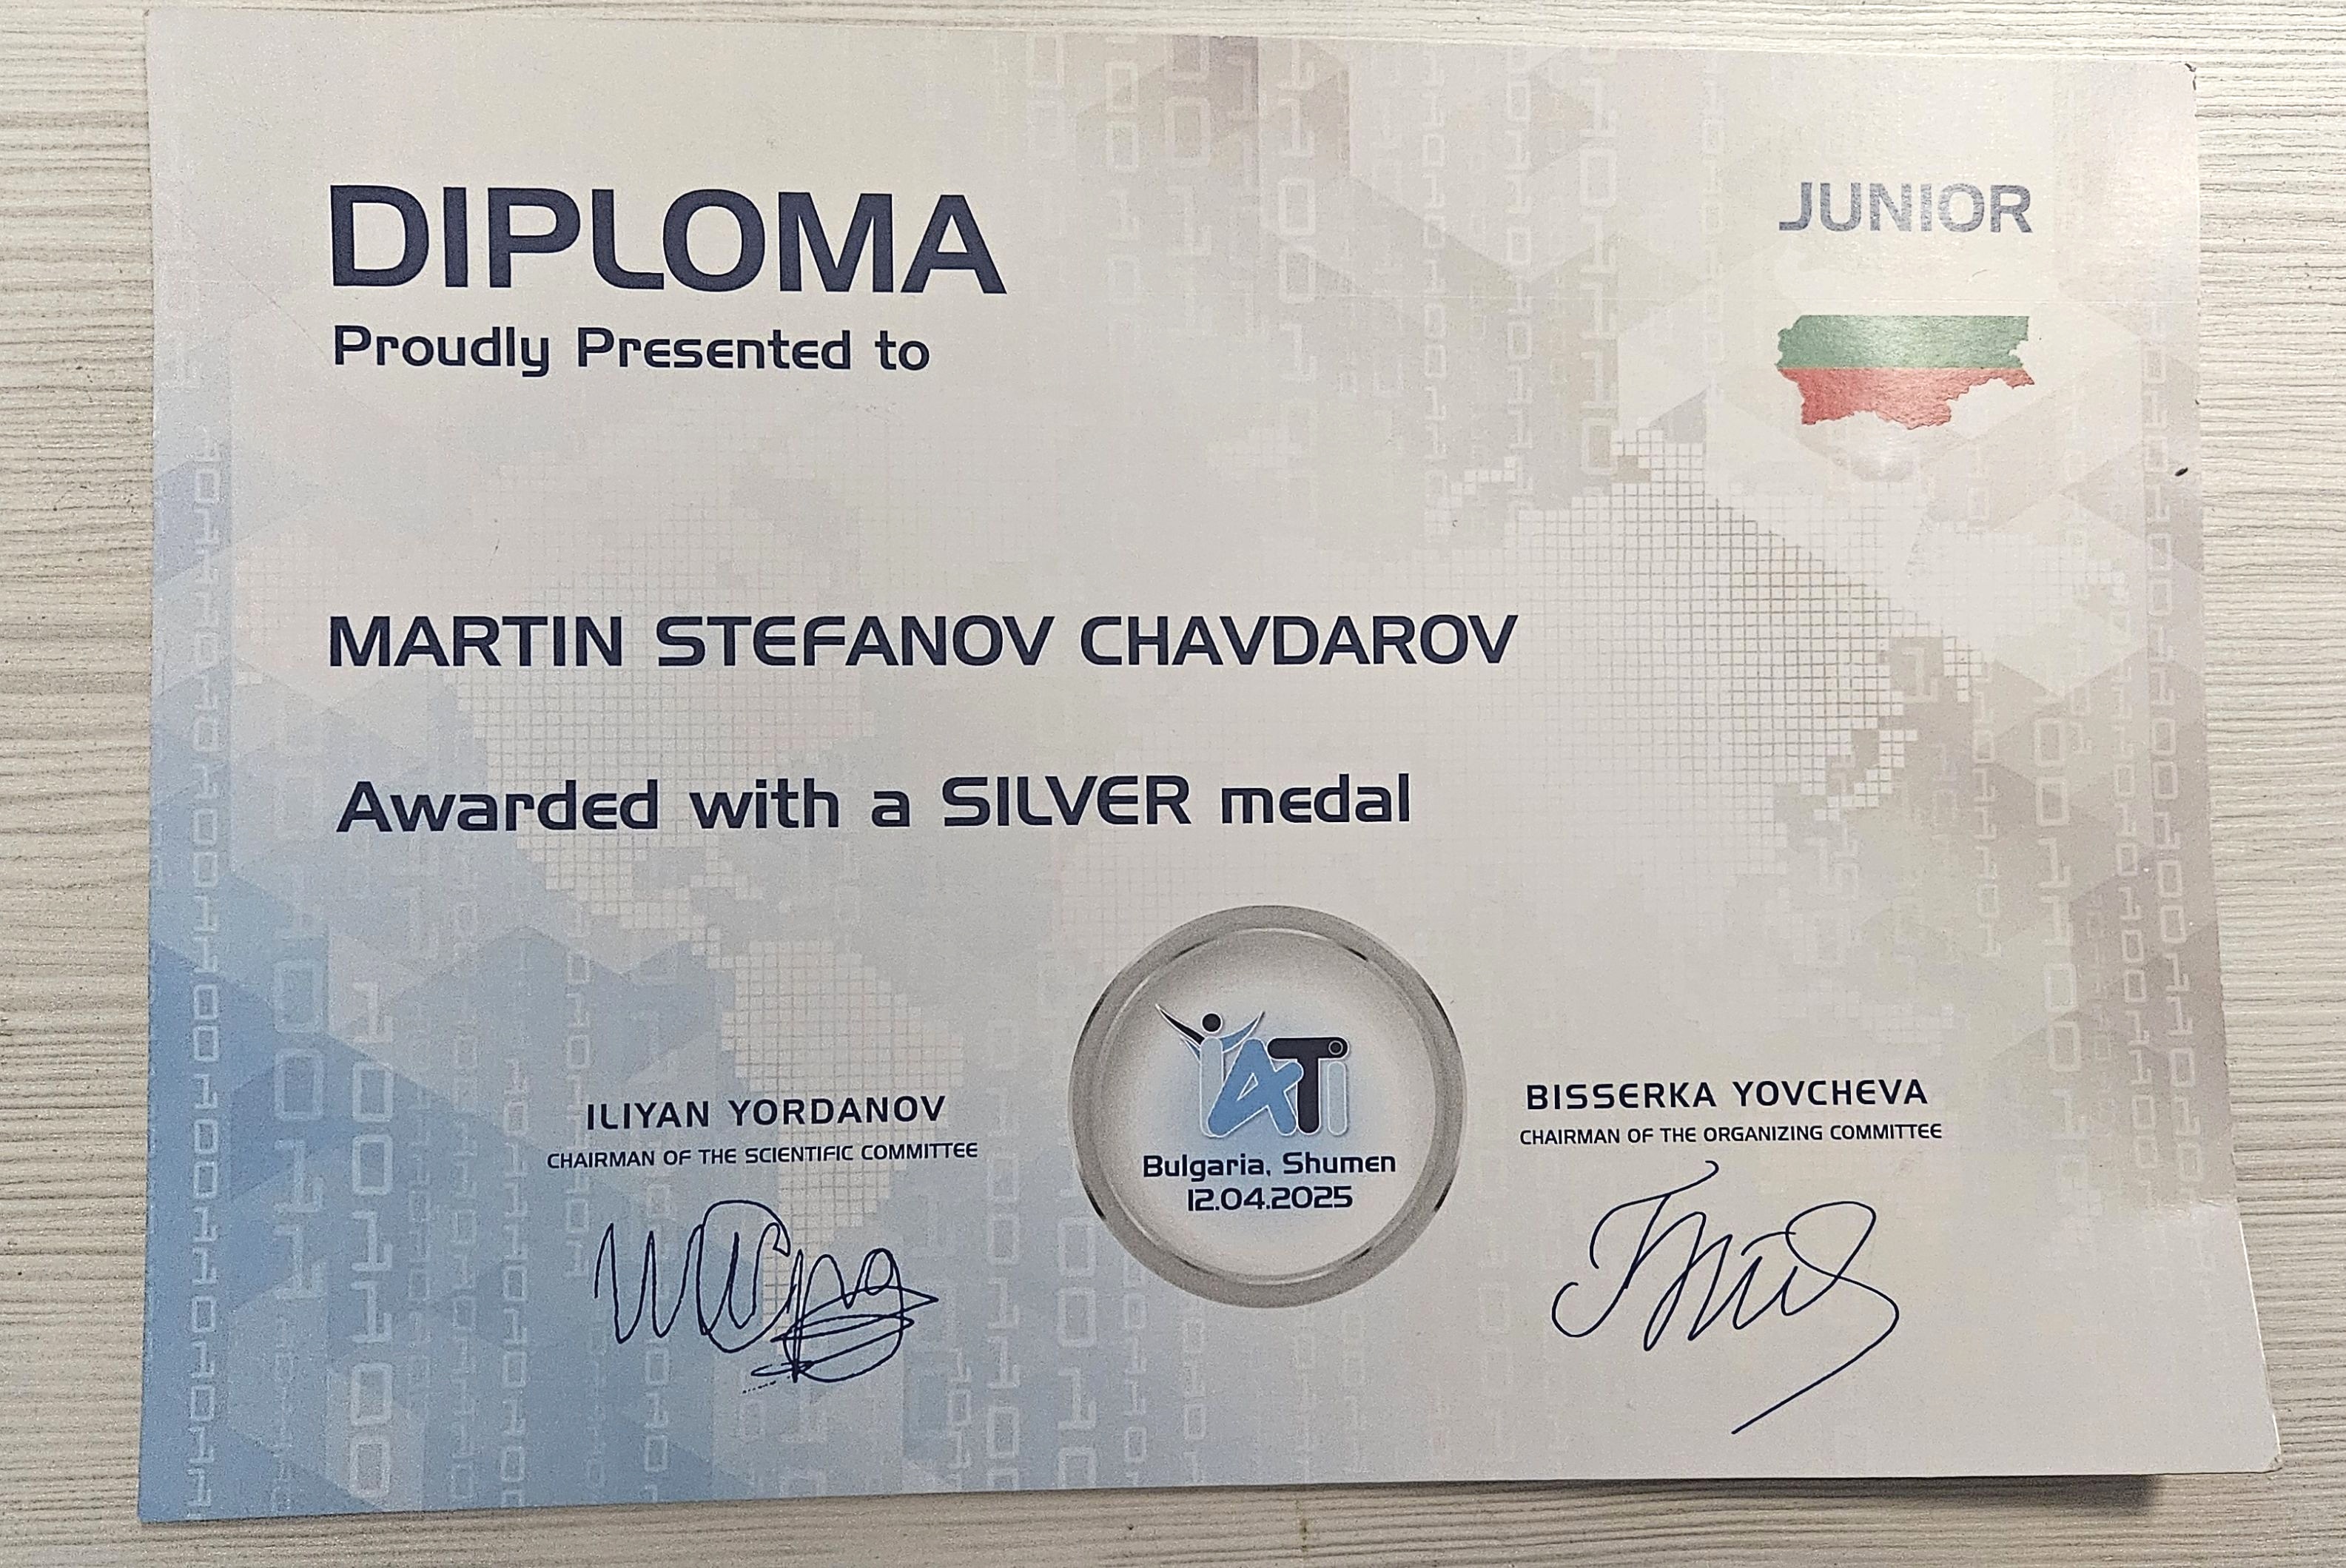 DIPLOMA
Proudly Presented to
JUNIOR
MARTIN STEFANOV CHAVDAROV
Awarded with a SILVER medal
ILIYAN YORDANOV
CHAIRMAN OF THE SCIENTIFIC COMMITTEE
iATi
Bulgaria, Shumen
12.04.2025
BISSERKA YOVCHEVA
CHAIRMAN OF THE ORGANIZING COMMITTEE